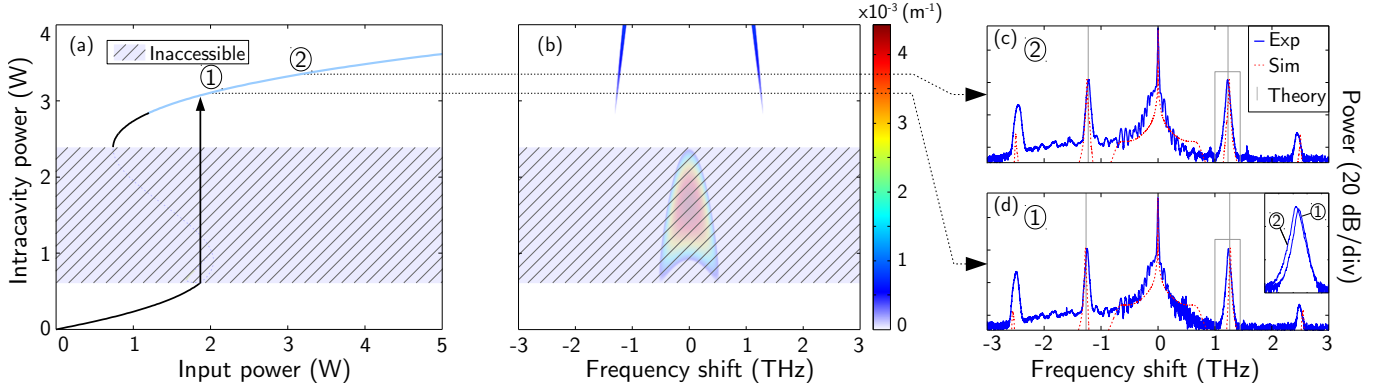 (a)
Inaccessible
①
②
4
3
2
1
0
Intracavity power (W)
0
1
2
3
4
5
Input power (W)
(b)
-3
-2
-1
0
1
2
3
Frequency shift (THz)
×10⁻³ (m⁻¹)
4
3
2
1
0
(c)
②
Exp
Sim
Theory
(d)
①
②
①
-3
-2
-1
0
1
2
3
Frequency shift (THz)
Power (20 dB/div)